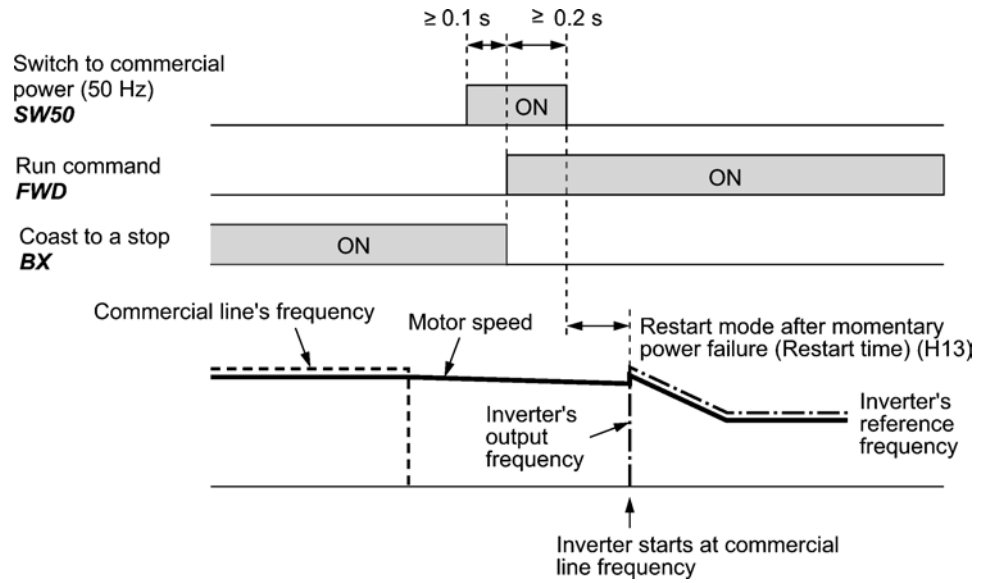 ≥ 0.1 s
≥ 0.2 s
Switch to commercial
power (50 Hz)
SW50
ON
Run command
FWD
ON
Coast to a stop
BX
ON
Commercial line's frequency
Motor speed
Restart mode after momentary
power failure (Restart time) (H13)
Inverter's
output
frequency
Inverter's
reference
frequency
Inverter starts at commercial
line frequency